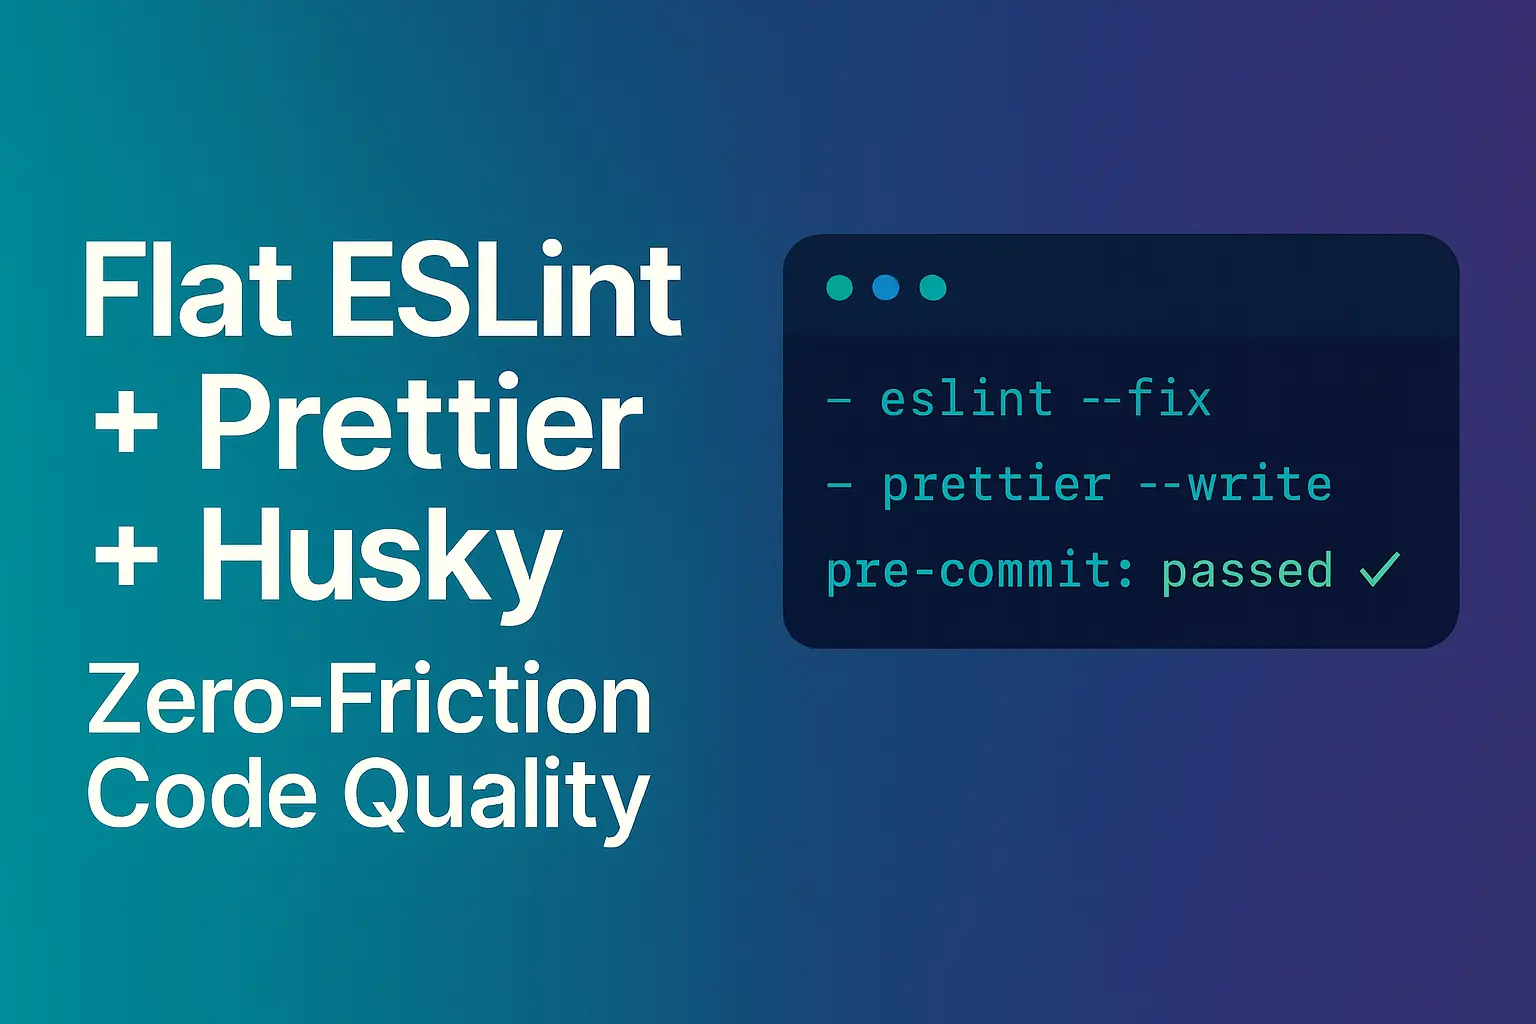 Flat ESLint
+ Prettier
+ Husky
Zero-Friction
Code Quality
– eslint --fix
– prettier --write
pre-commit: passed ✓